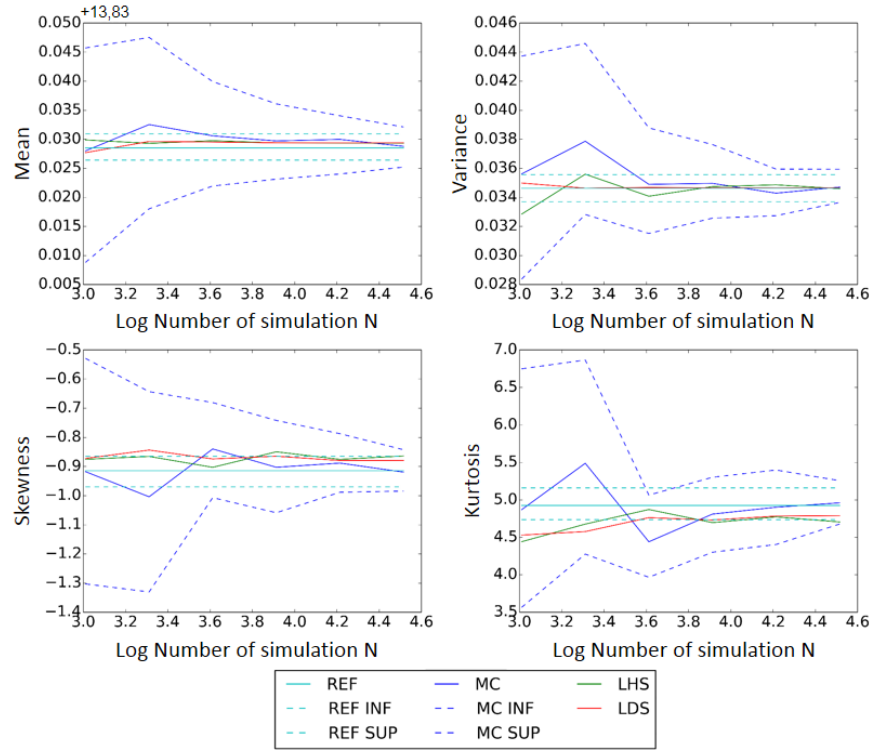 +13,83
0.050
0.045
0.040
0.035
0.030
0.025
0.020
0.015
0.010
0.005
Mean
3.0 3.2 3.4 3.6 3.8 4.0 4.2 4.4 4.6
Log Number of simulation N
0.046
0.044
0.042
0.040
0.038
0.036
0.034
0.032
0.030
0.028
Variance
3.0 3.2 3.4 3.6 3.8 4.0 4.2 4.4 4.6
Log Number of simulation N
−0.5
−0.6
−0.7
−0.8
−0.9
−1.0
−1.1
−1.2
−1.3
−1.4
Skewness
3.0 3.2 3.4 3.6 3.8 4.0 4.2 4.4 4.6
Log Number of simulation N
7.0
6.5
6.0
5.5
5.0
4.5
4.0
3.5
Kurtosis
3.0 3.2 3.4 3.6 3.8 4.0 4.2 4.4 4.6
Log Number of simulation N
REF MC LHS
REF INF MC INF LDS
REF SUP MC SUP